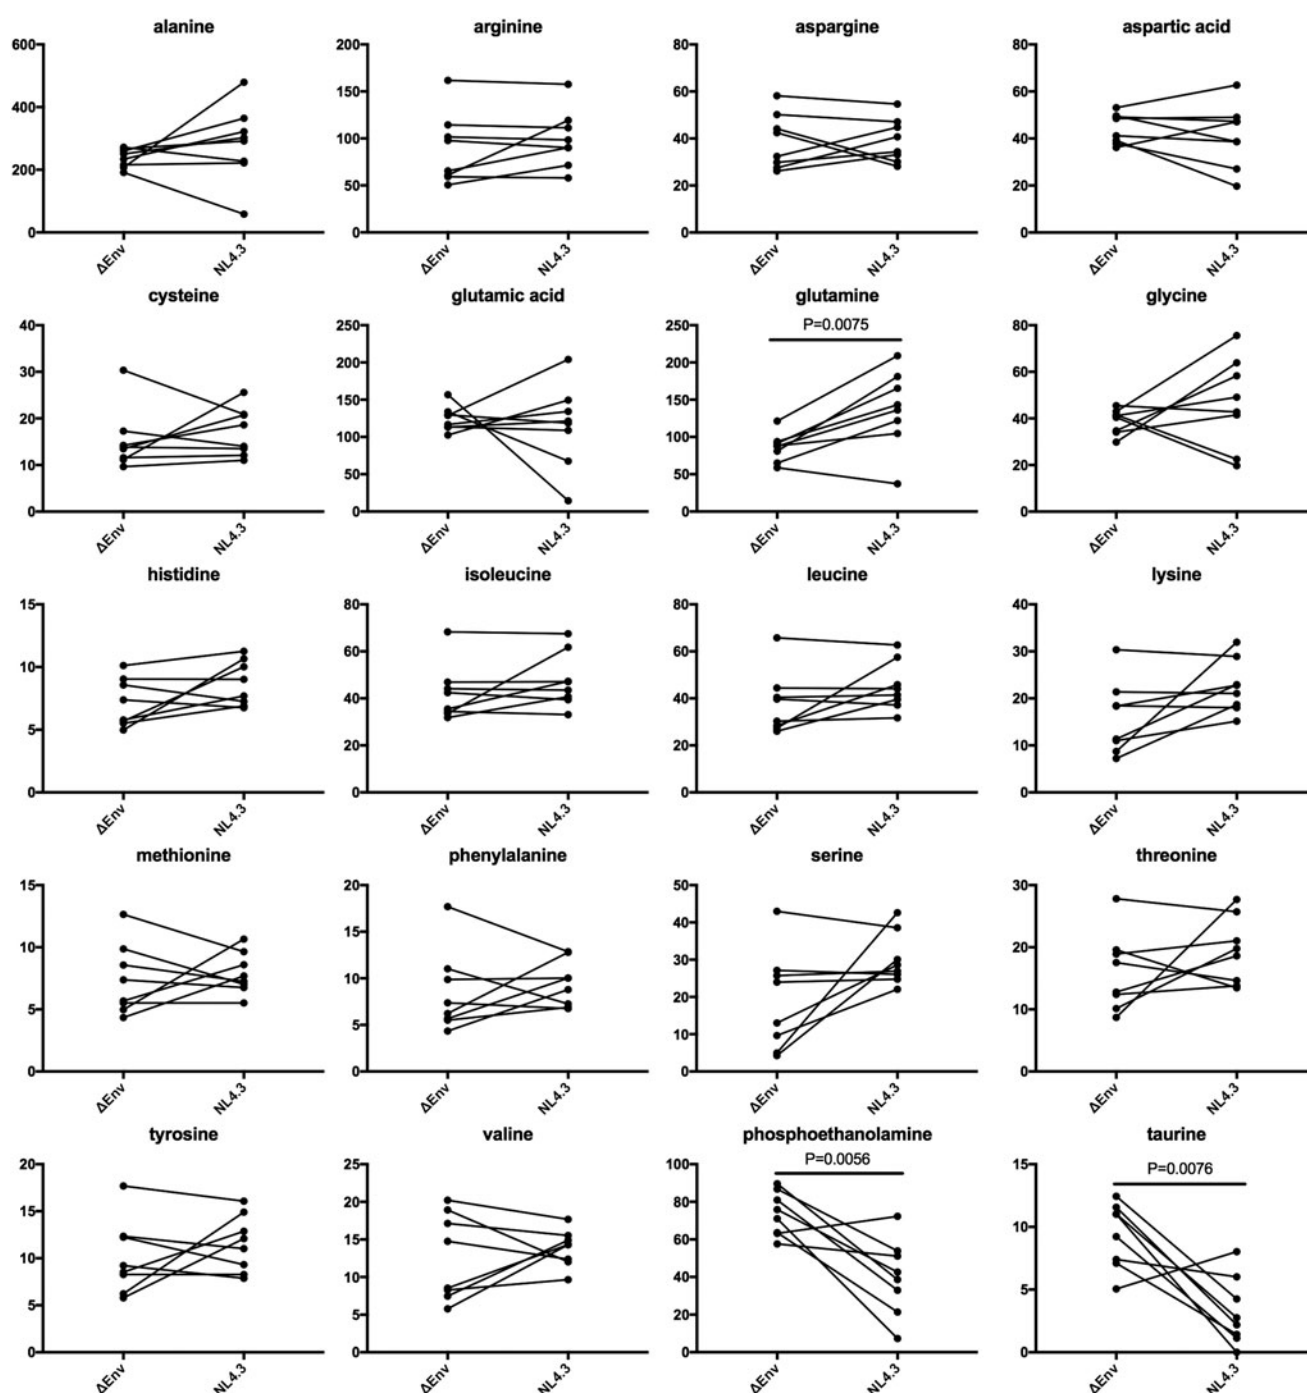 alanine arginine aspargine aspartic acid
600 200 80 80
400 150 60 60
200 100 40 40
50 20 20
0 0 0 0
ΔEnv NL4.3 ΔEnv NL4.3 ΔEnv NL4.3 ΔEnv NL4.3
cysteine glutamic acid glutamine glycine
P=0.0075
40 250 250 80
30 200 200 60
20 150 150 40
10 100 100 20
50 50
0 0 0 0
ΔEnv NL4.3 ΔEnv NL4.3 ΔEnv NL4.3 ΔEnv NL4.3
histidine isoleucine leucine lysine
15 80 80 40
10 60 60 30
5 40 40 20
20 20 10
0 0 0 0
ΔEnv NL4.3 ΔEnv NL4.3 ΔEnv NL4.3 ΔEnv NL4.3
methionine phenylalanine serine threonine
15 20 50 30
10 15 40 20
5 10 30 10
5 20
10
0 0 0 0
ΔEnv NL4.3 ΔEnv NL4.3 ΔEnv NL4.3 ΔEnv NL4.3
tyrosine valine phosphoethanolamine taurine
P=0.0056 P=0.0076
20 25 100 15
15 20 80 10
10 15 60 5
5 10 40
5 20
0 0 0 0
ΔEnv NL4.3 ΔEnv NL4.3 ΔEnv NL4.3 ΔEnv NL4.3